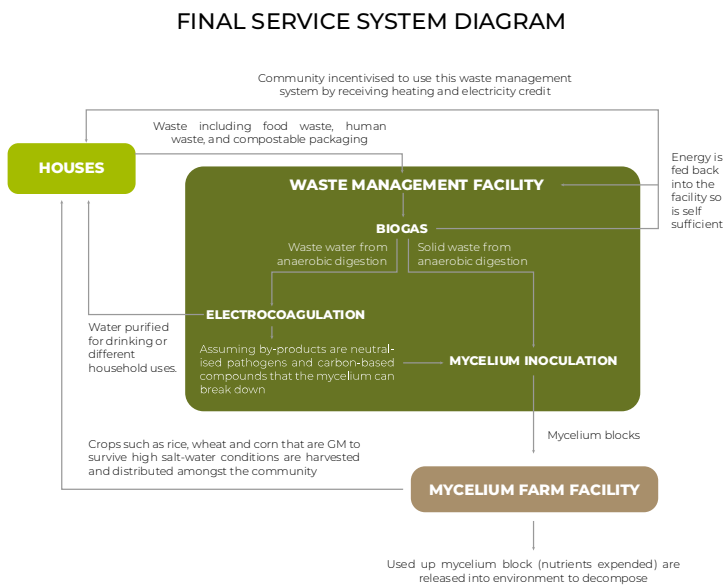 FINAL SERVICE SYSTEM DIAGRAM
Community incentivised to use this waste management
system by receiving heating and electricity credit
Waste including food waste, human
waste, and compostable packaging
HOUSES
Energy is
fed back
into the
facility so
is self
sufficient
WASTE MANAGEMENT FACILITY
BIOGAS
Waste water from
anaerobic digestion
Solid waste from
anaerobic digestion
ELECTROCOAGULATION
Water purified
for drinking or
different
household uses.
Assuming by-products are neutral-
ised pathogens and carbon-based
compounds that the mycelium can
break down
MYCELIUM INOCULATION
Mycelium blocks
Crops such as rice, wheat and corn that are GM to
survive high salt-water conditions are harvested
and distributed amongst the community
MYCELIUM FARM FACILITY
Used up mycelium block (nutrients expended) are
released into environment to decompose